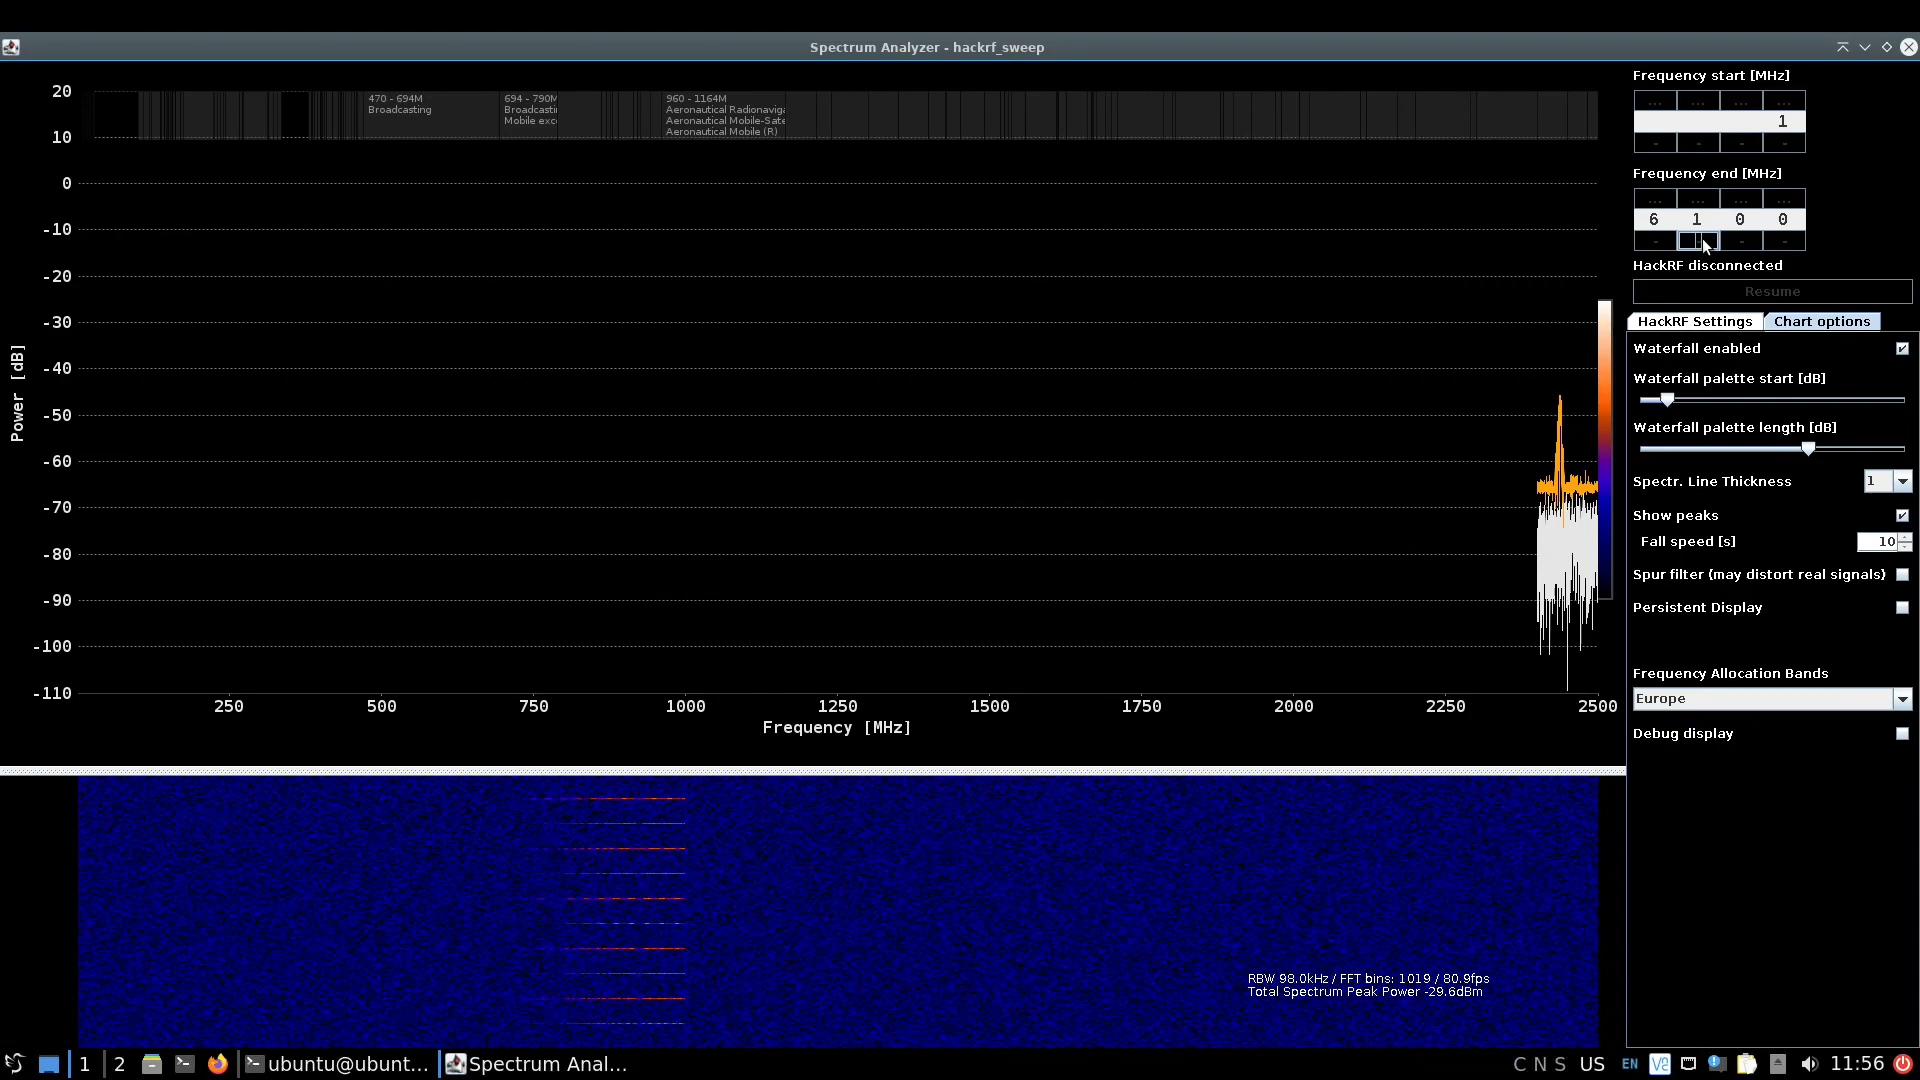 Spectrum Analyzer - hackrf_sweep
20
10
0
-10
-20
-30
-40
-50
-60
-70
-80
-90
-100
-110
Power [dB]
470 - 694M
Broadcasting
694 - 790M
Broadcasti
Mobile exc
960 - 1164M
Aeronautical Radionaviga
Aeronautical Mobile-Sate
Aeronautical Mobile (R)
250 500 750 1000 1250 1500 1750 2000 2250 2500
Frequency [MHz]
RBW 98.0kHz / FFT bins: 1019 / 80.9fps
Total Spectrum Peak Power -29.6dBm
Frequency start [MHz]
... ... ... ...
1
- - - -
Frequency end [MHz]
... ... ... ...
6 1 0 0
- - -
HackRF disconnected
Resume
HackRF Settings Chart options
Waterfall enabled
Waterfall palette start [dB]
Waterfall palette length [dB]
Spectr. Line Thickness 1
Show peaks
Fall speed [s] 10
Spur filter (may distort real signals)
Persistent Display
Frequency Allocation Bands
Europe
Debug display
1 2 ubuntu@ubunt... Spectrum Anal... C N S US EN 11:56